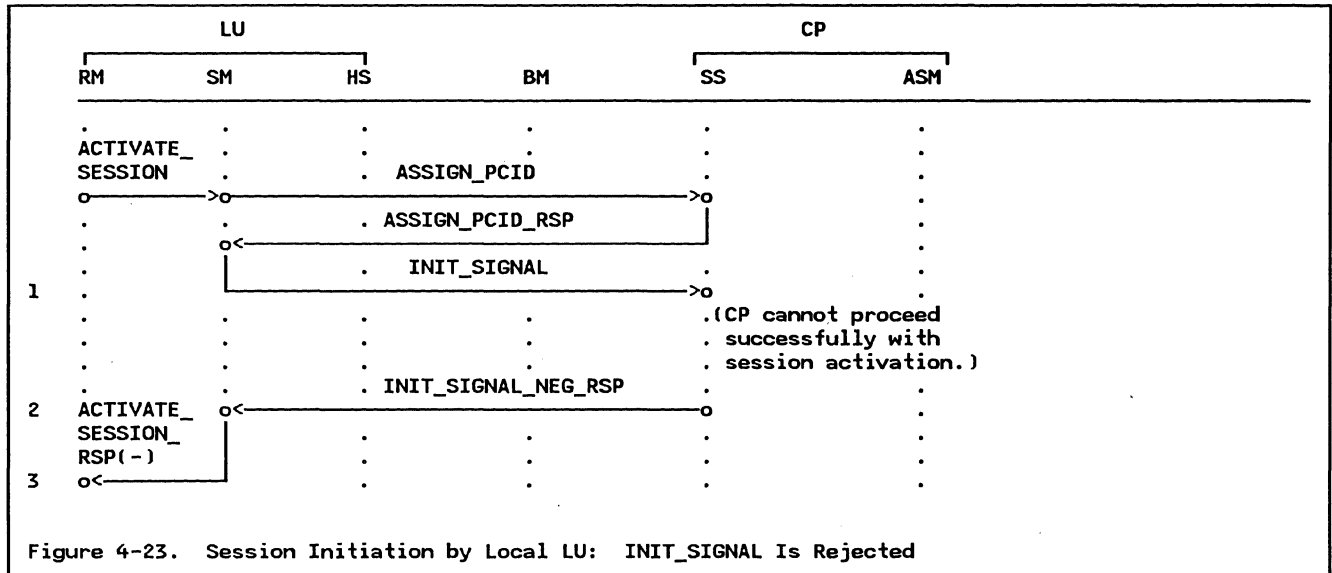 LU CP
RM SM HS BM SS ASM
ACTIVATE_
SESSION ASSIGN_PCID
ASSIGN_PCID_RSP
INIT_SIGNAL
1
(CP cannot proceed
successfully with
session activation.)
INIT_SIGNAL_NEG_RSP
2 ACTIVATE_
SESSION_
RSP(-)
3
Figure 4-23. Session Initiation by Local LU: INIT_SIGNAL Is Rejected